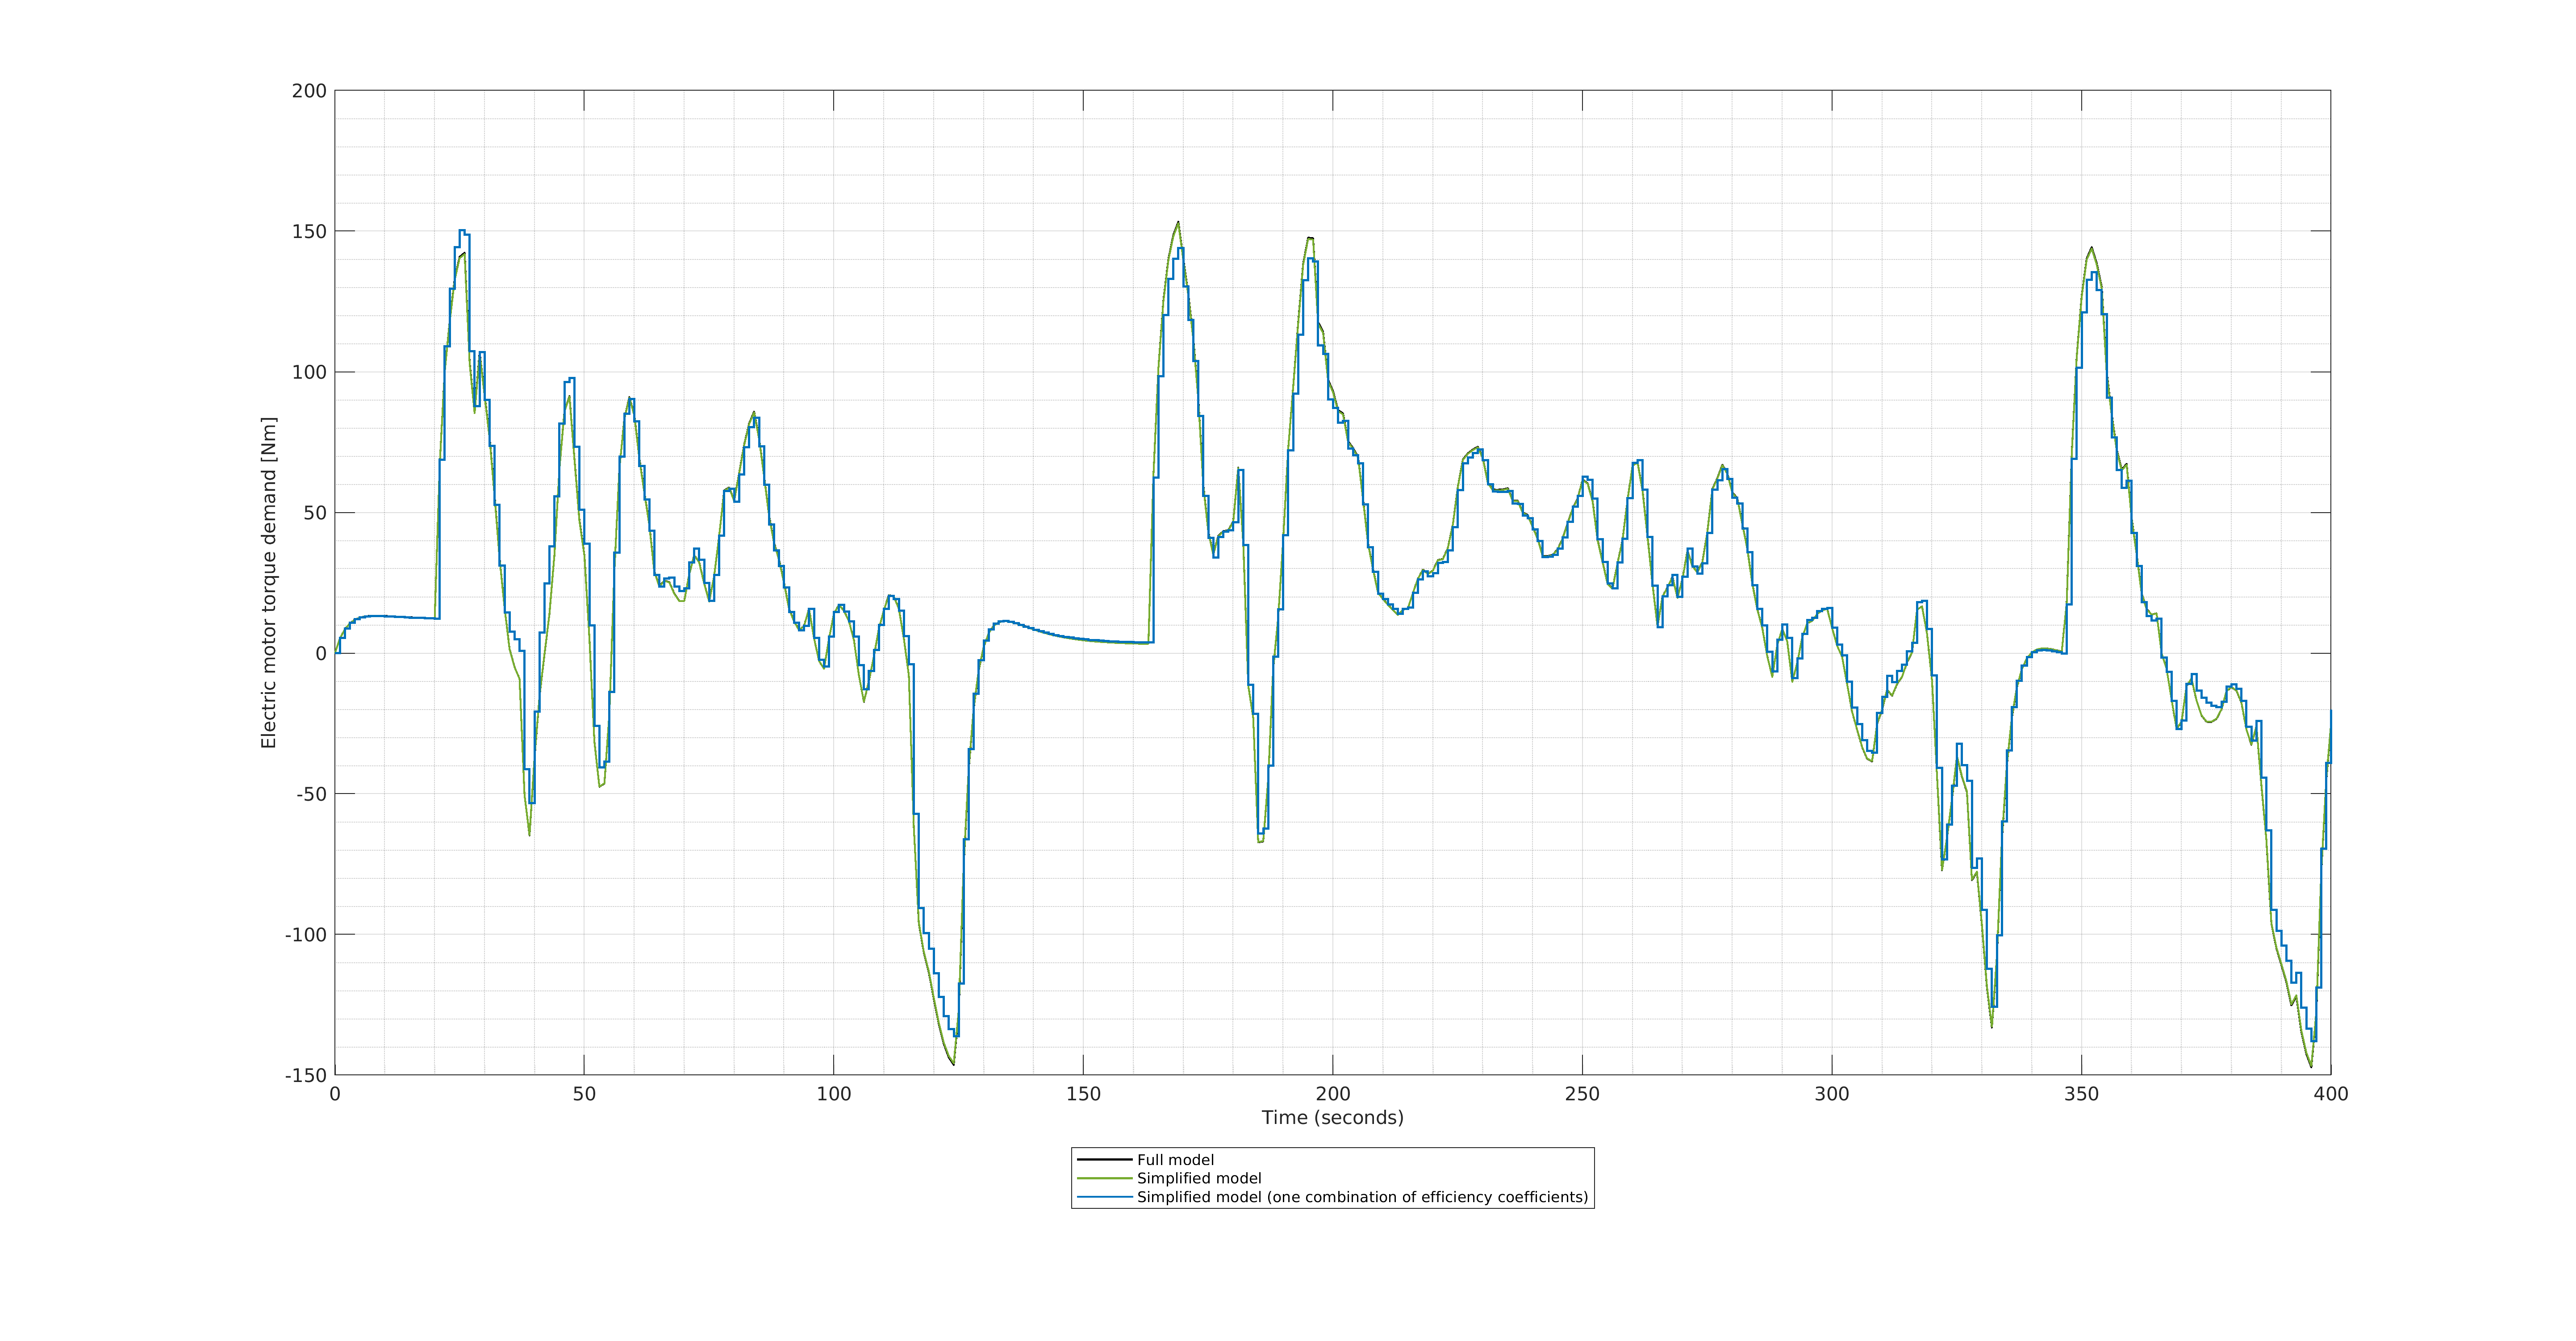 200
150
100
50
0
-50
-100
-150
Electric motor torque demand [Nm]
0 50 100 150 200 250 300 350 400
Time (seconds)
Full model
Simplified model
Simplified model (one combination of efficiency coefficients)